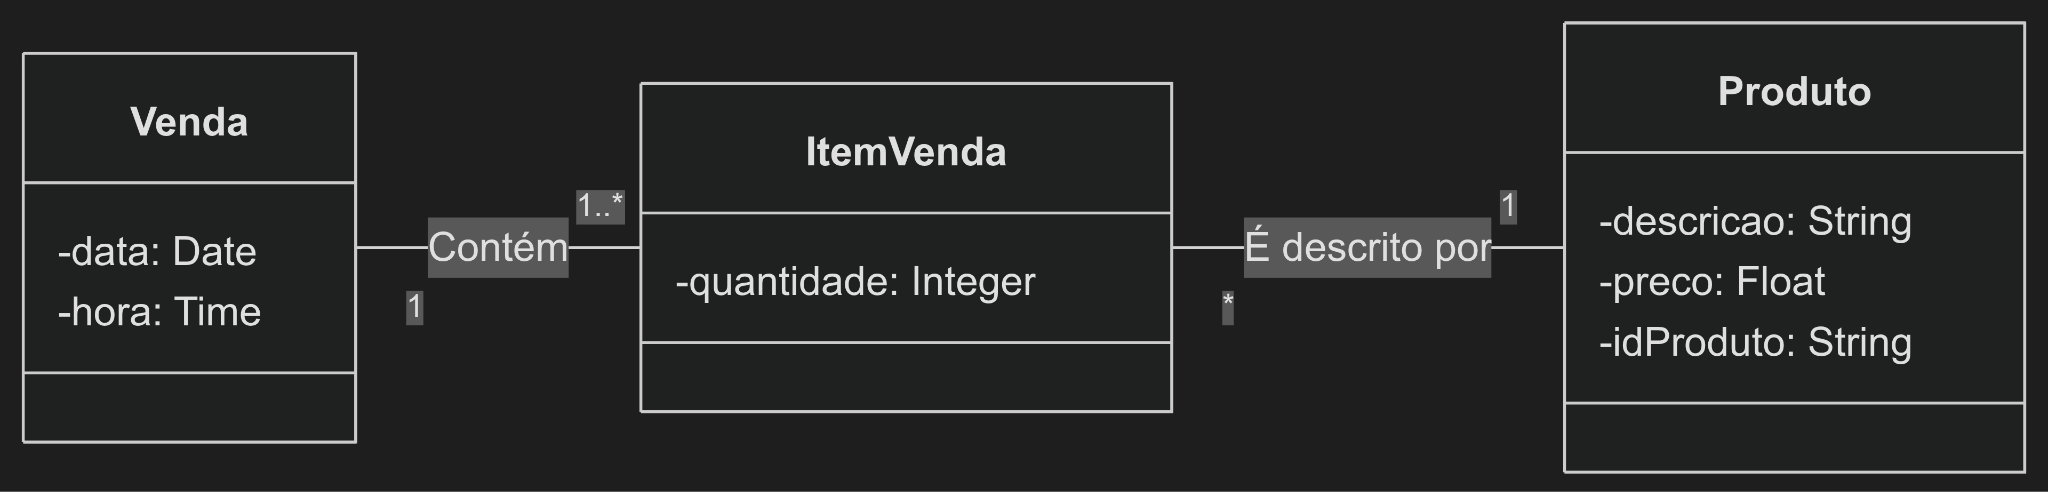 Venda
-data: Date
-hora: Time
1
Contém
1..*
ItemVenda
-quantidade: Integer
*
É descrito por
1
Produto
-descricao: String
-preco: Float
-idProduto: String